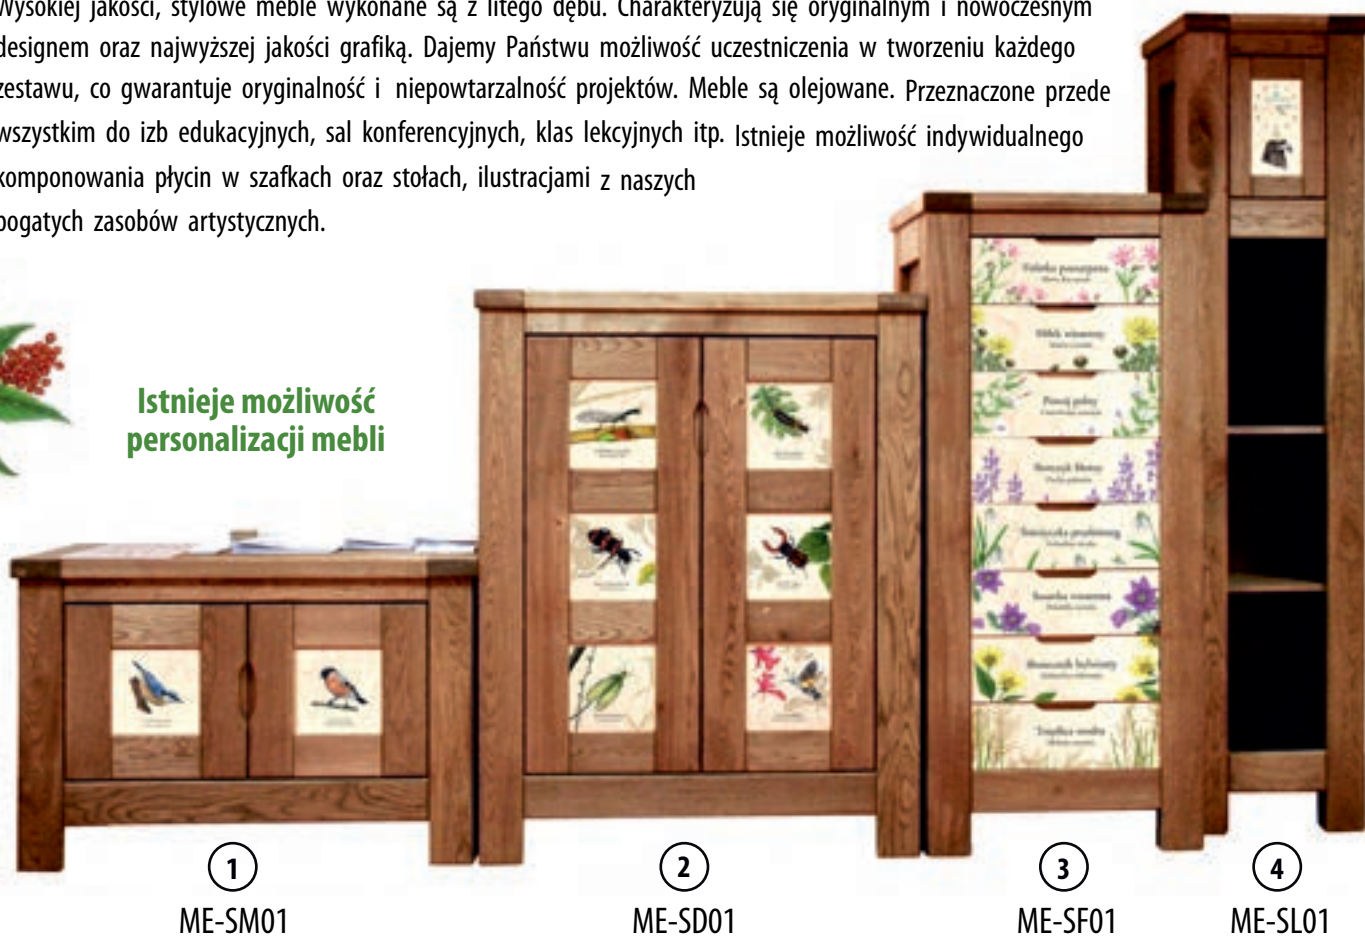 Wysokiej jakości, stylowe meble wykonane są z litego dębu. Charakteryzują się oryginalnym i nowoczesnym
designem oraz najwyższej jakości grafiką. Dajemy Państwu możliwość uczestniczenia w tworzeniu każdego
zestawu, co gwarantuje oryginalność i niepowtarzalność projektów. Meble są olejowane. Przeznaczone przede
wszystkim do izb edukacyjnych, sal konferencyjnych, klas lekcyjnych itp. Istnieje możliwość indywidualnego
komponowania płycin w szafkach oraz stołach, ilustracjami z naszych
bogatych zasobów artystycznych.
Istnieje możliwość
personalizacji mebli
1
ME-SM01
2
ME-SD01
3
ME-SF01
4
ME-SL01